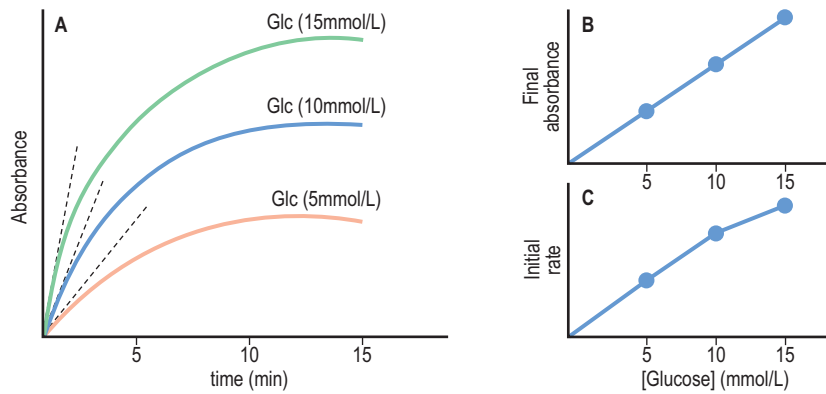 A
Glc (15mmol/L)
Glc (10mmol/L)
Glc (5mmol/L)
Absorbance
5
10
15
time (min)
B
Final
absorbance
5
10
15
C
Initial
rate
5
10
15
[Glucose] (mmol/L)